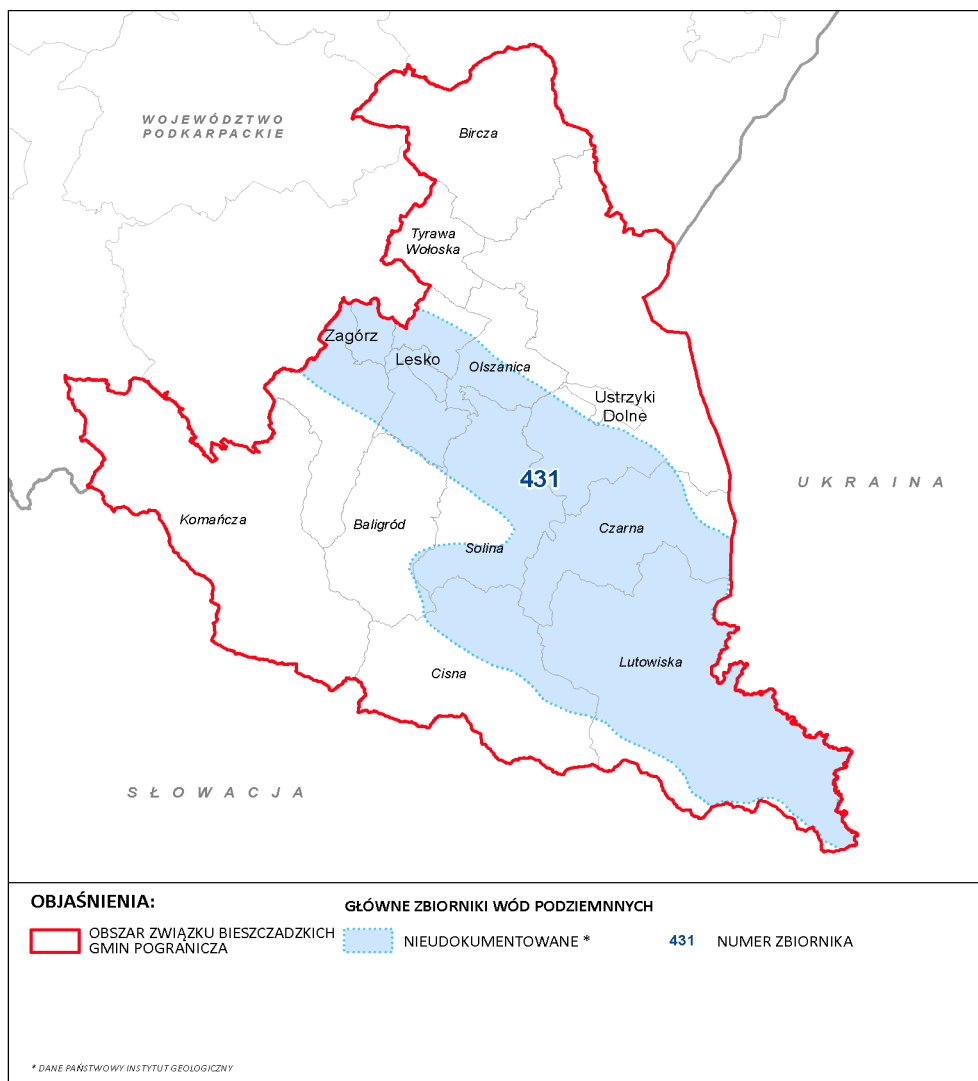 WOJEWÓDZTWO
PODKARPACKIE
Bircza
Tyrawa
Wołoska
Zagórz
Lesko
Olszanica
Ustrzyki
Dolne
431
UKRAINA
Komańcza
Baligród
Czarna
Solina
Lutowiska
Cisna
SŁOWACJA
OBJAŚNIENIA:
OBSZAR ZWIĄZKU BIESZCZADZKICH
GMIN POGRANICZA
GŁÓWNE ZBIORNIKI WÓD PODZIEMNNYCH
NIEUDOKUMENTOWANE *
431 NUMER ZBIORNIKA
* DANE PAŃSTWOWY INSTYTUT GEOLOGICZNY